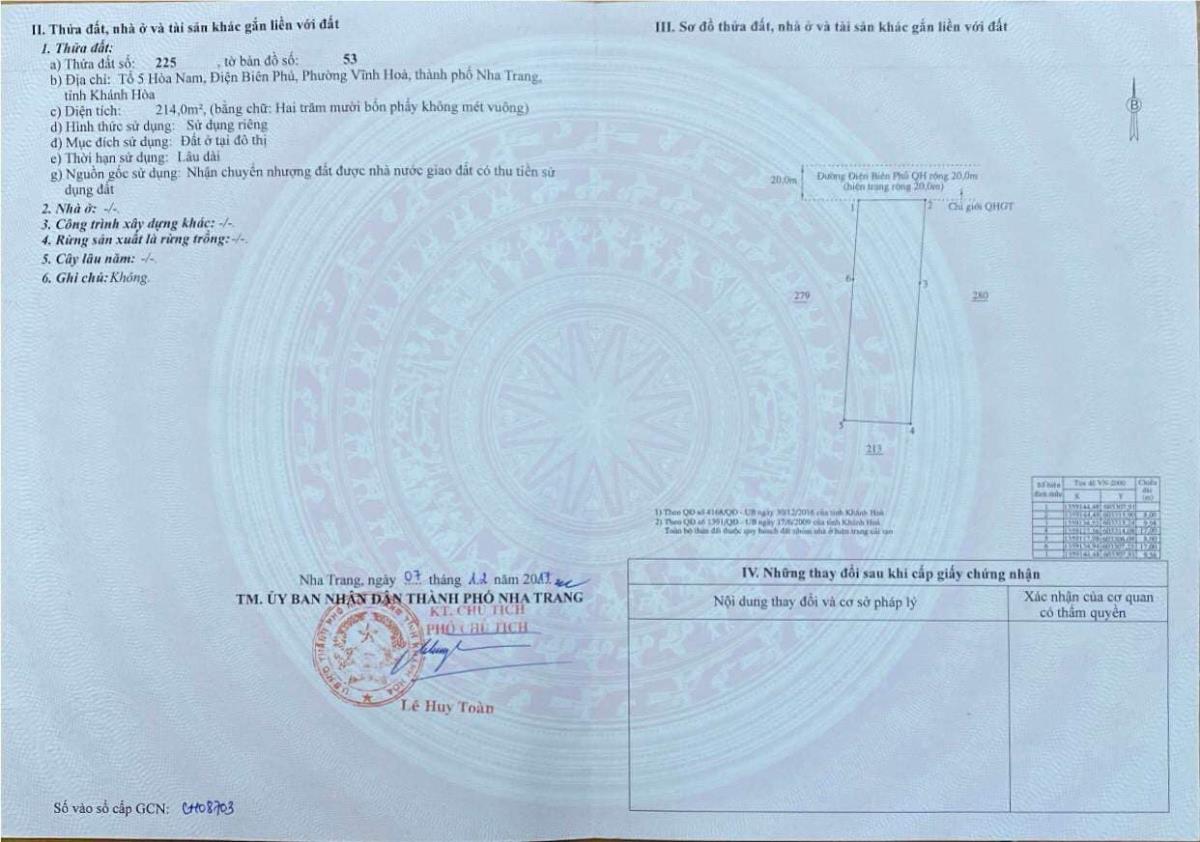 II. Thửa đất, nhà ở và tài sản khác gắn liền với đất
1. Thửa đất:
a) Thửa đất số: 225 , tờ bản đồ số: 53
b) Địa chỉ: Tổ 5 Hòa Nam, Điện Biên Phủ, Phường Vĩnh Hoà, thành phố Nha Trang,
tỉnh Khánh Hòa
c) Diện tích: 214,0m², (bằng chữ: Hai trăm mười bốn phẩy không mét vuông)
d) Hình thức sử dụng: Sử dụng riêng
đ) Mục đích sử dụng: Đất ở tại đô thị
e) Thời hạn sử dụng: Lâu dài
g) Nguồn gốc sử dụng: Nhận chuyển nhượng đất được nhà nước giao đất có thu tiền sử
dụng đất
2. Nhà ở: -/-.
3. Công trình xây dựng khác: -/-.
4. Rừng sản xuất là rừng trồng: -/-.
5. Cây lâu năm: -/-.
6. Ghi chú: Không.
Nha Trang, ngày 07 tháng 12 năm 2017
TM. ỦY BAN NHÂN DÂN THÀNH PHỐ NHA TRANG
KT. CHỦ TỊCH
PHÓ CHỦ TỊCH
Lê Huy Toàn
Số vào sổ cấp GCN: CH08703
III. Sơ đồ thửa đất, nhà ở và tài sản khác gắn liền với đất
B
20.0m
Đường Điện Biên Phủ QH rộng 20,0m
(hiện trạng rộng 20,0m)
Chỉ giới QHGT
1
2
6
3
279
280
5
4
213
1) Theo QĐ số 4168/QĐ - UB ngày 30/12/2016 của tỉnh Khánh Hoà
2) Theo QĐ số 1391/QĐ - UB ngày 17/6/2009 của tỉnh Khánh Hoà
Toàn bộ thửa đất thuộc quy hoạch đất nhóm nhà ở hiện trạng cải tạo
Số hiệu đỉnh thửa
Tọa độ VN-2000
Chiều dài (m)
X Y
IV. Những thay đổi sau khi cấp giấy chứng nhận
Nội dung thay đổi và cơ sở pháp lý
Xác nhận của cơ quan
có thẩm quyền